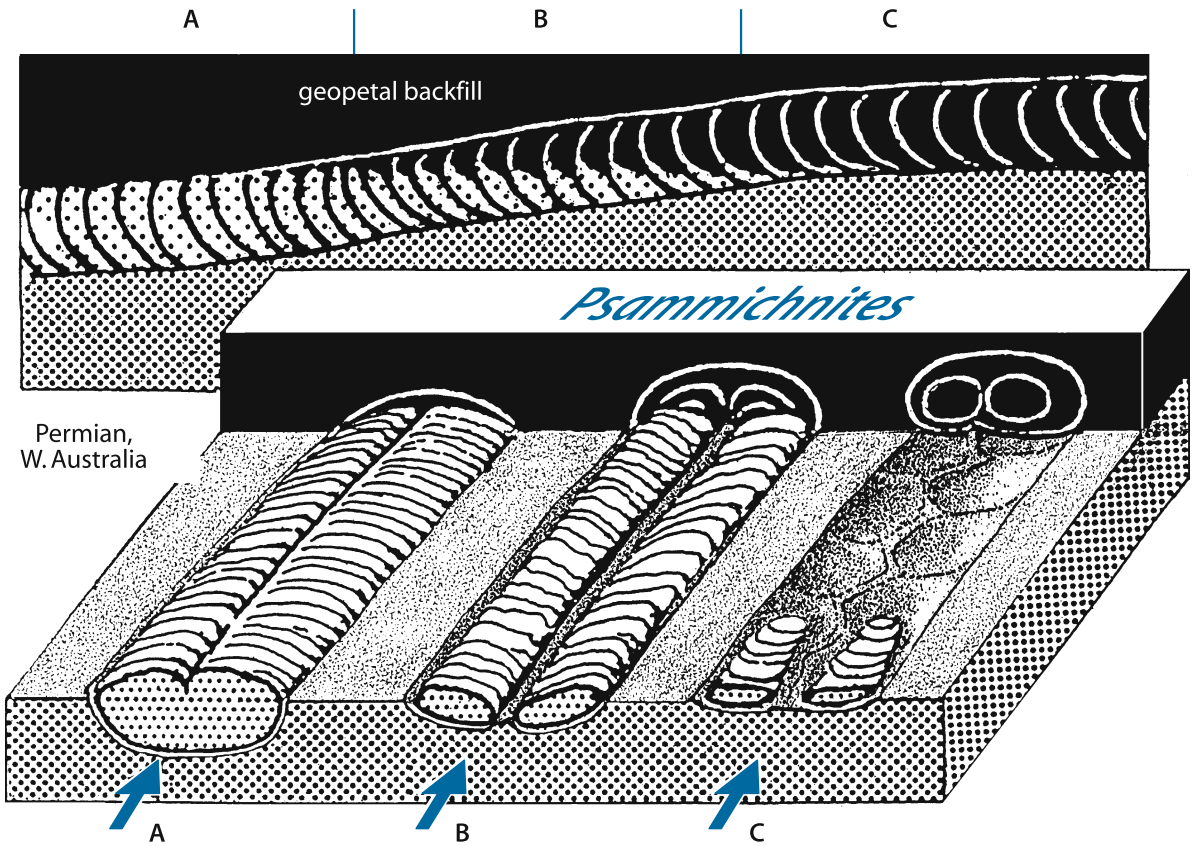 A B C
geopetal backfill
Psammichnites
Permian,
W. Australia
A B C